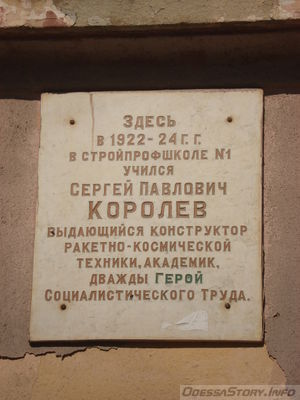 ЗДЕСЬ
В 1922-24 Г. Г.
В СТРОЙПРОФШКОЛЕ №1
УЧИЛСЯ
СЕРГЕЙ ПАВЛОВИЧ
КОРОЛЕВ
ВЫДАЮЩИЙСЯ КОНСТРУКТОР
РАКЕТНО-КОСМИЧЕСКОЙ
ТЕХНИКИ, АКАДЕМИК,
ДВАЖДЫ ГЕРОЙ
СОЦИАЛИСТИЧЕСКОГО ТРУДА.
ODESSASTORY.INFO